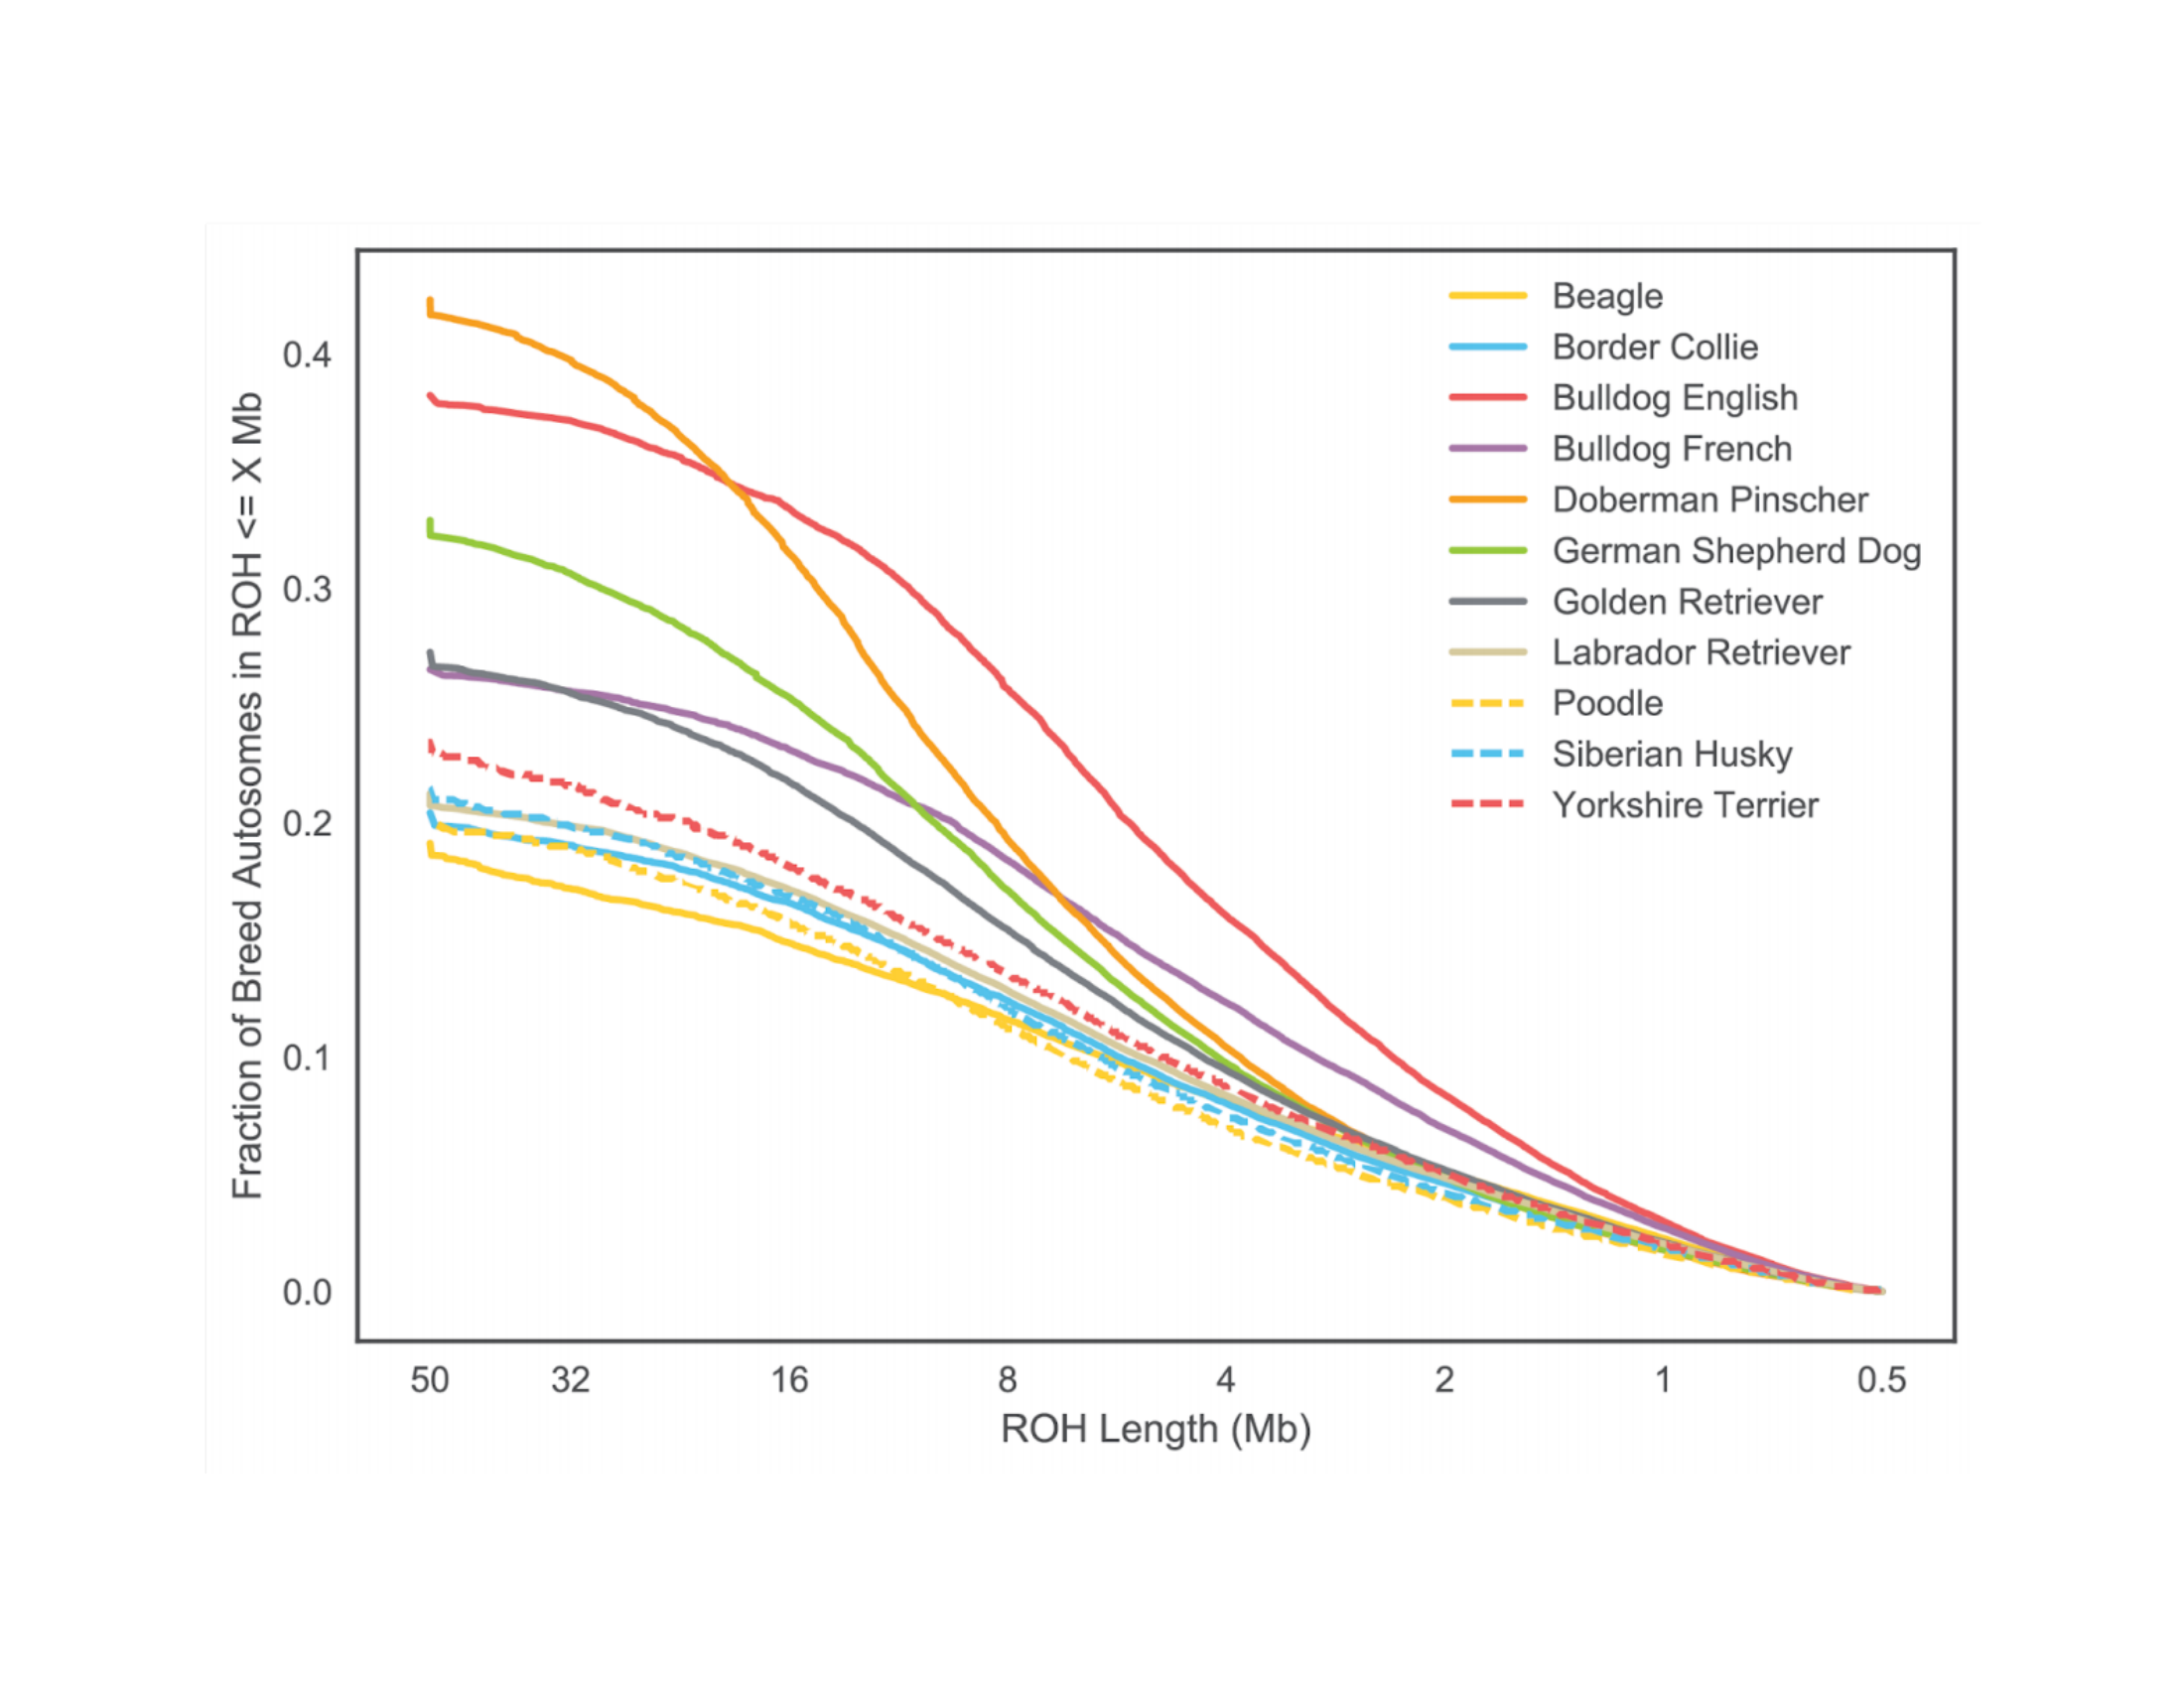 Fraction of Breed Autosomes in ROH <= X Mb
0.4
0.3
0.2
0.1
0.0
Beagle
Border Collie
Bulldog English
Bulldog French
Doberman Pinscher
German Shepherd Dog
Golden Retriever
Labrador Retriever
Poodle
Siberian Husky
Yorkshire Terrier
50 32 16 8 4 2 1 0.5
ROH Length (Mb)